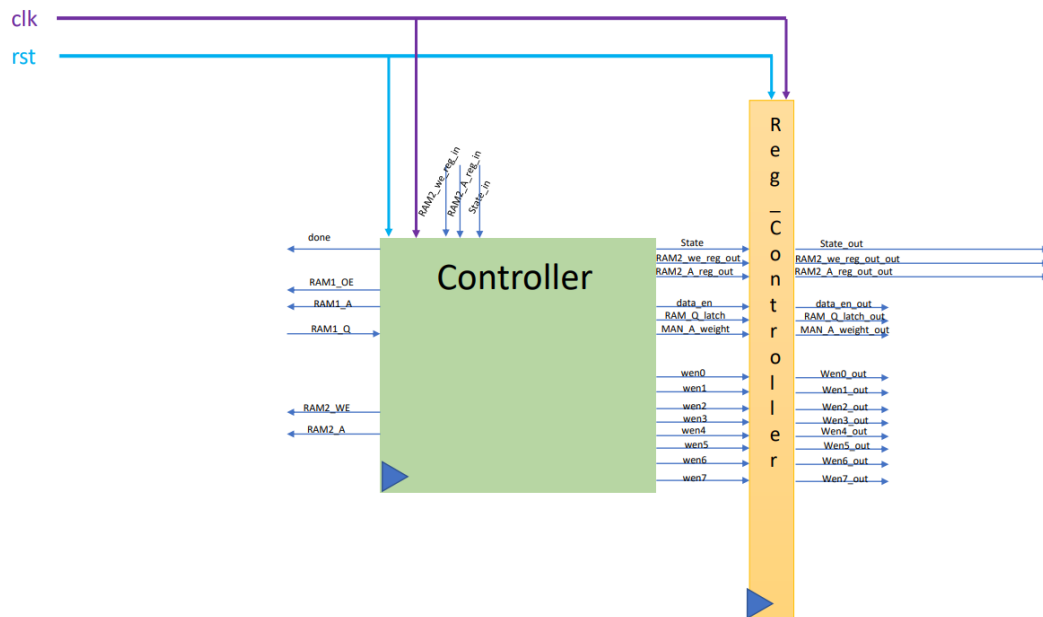 clk
rst
RAM2_we_reg_in
RAM2_A_reg_in
State_in
Reg_Controller
Controller
done
RAM1_OE
RAM1_A
RAM1_Q
RAM2_WE
RAM2_A
State
RAM2_we_reg_out
RAM2_A_reg_out
data_en
RAM_Q_latch
MAN_A_weight
wen0
wen1
wen2
wen3
wen4
wen5
wen6
wen7
State_out
RAM2_we_reg_out_out
RAM2_A_reg_out_out
data_en_out
RAM_Q_latch_out
MAN_A_weight_out
Wen0_out
Wen1_out
Wen2_out
Wen3_out
Wen4_out
Wen5_out
Wen6_out
Wen7_out